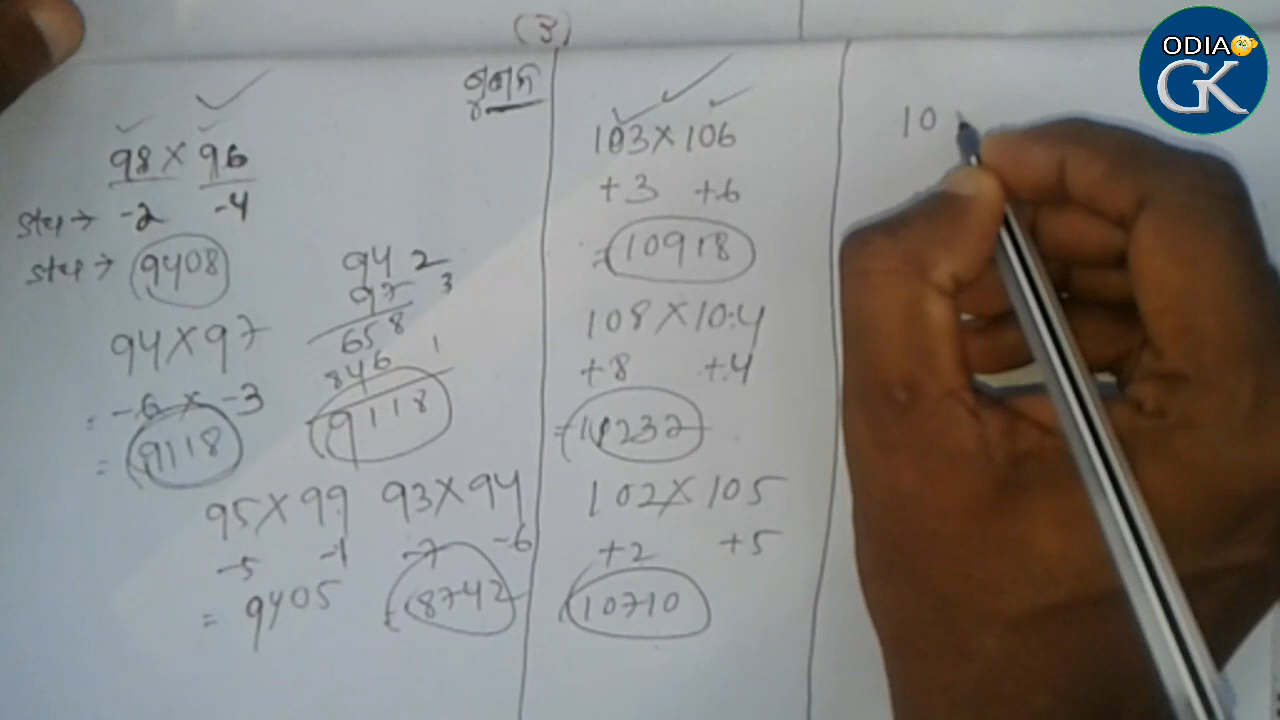 (3)
ଗୁଣନ
98 × 96
Step → -2 -4
Step → 9408
94 × 97
= -6 × -3
= 9118
94 2
97 3
658
846 1
9118
95 × 99
-5 -1
= 9405
93 × 94
-7 -6
= 8742
103 × 106
+3 +6
= 10918
108 × 104
+8 +4
= 11232
102 × 105
+2 +5
= 10710
10
ODIA
GK